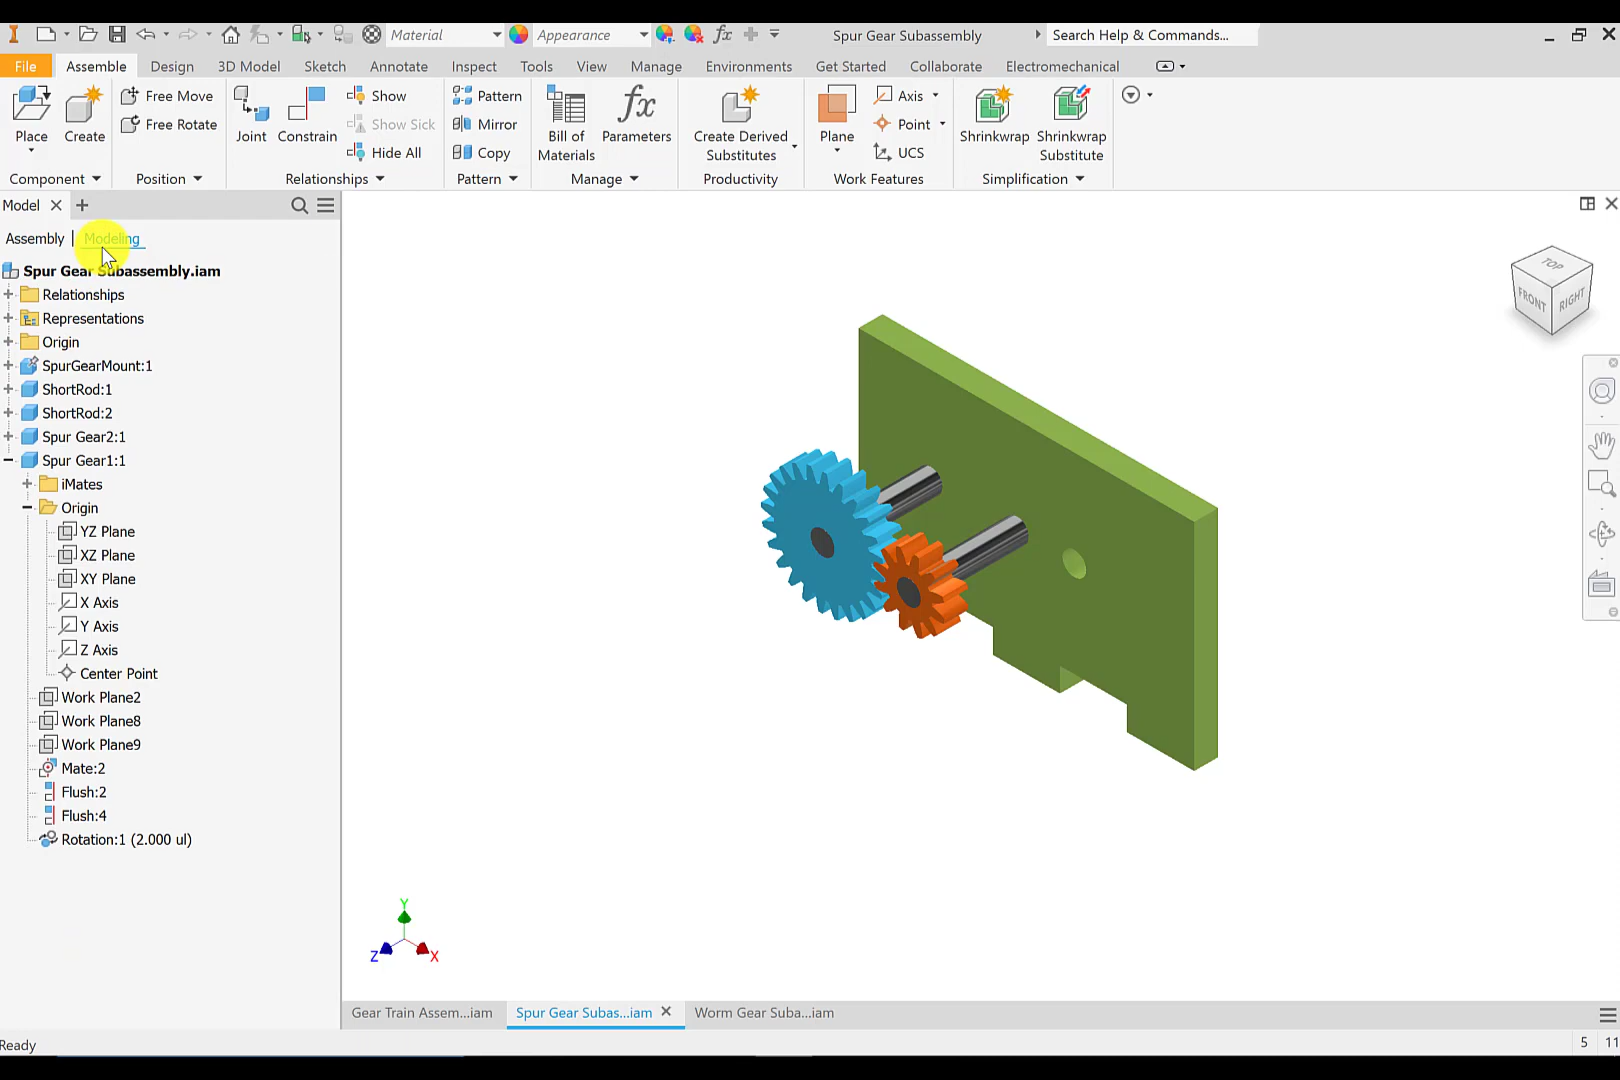 Material
Appearance
fx
Spur Gear Subassembly
Search Help & Commands...
File
Assemble
Design
3D Model
Sketch
Annotate
Inspect
Tools
View
Manage
Environments
Get Started
Collaborate
Electromechanical
Place
Create
Free Move
Free Rotate
Component
Position
Joint
Constrain
Show
Show Sick
Hide All
Relationships
Pattern
Mirror
Copy
Pattern
Bill of
Materials
fx
Parameters
Manage
Create Derived
Substitutes
Productivity
Plane
Axis
Point
UCS
Work Features
Shrinkwrap
Shrinkwrap
Substitute
Simplification
Model
Assembly | Modeling
Spur Gear Subassembly.iam
Relationships
Representations
Origin
SpurGearMount:1
ShortRod:1
ShortRod:2
Spur Gear2:1
Spur Gear1:1
iMates
Origin
YZ Plane
XZ Plane
XY Plane
X Axis
Y Axis
Z Axis
Center Point
Work Plane2
Work Plane8
Work Plane9
Mate:2
Flush:2
Flush:4
Rotation:1 (2.000 ul)
TOP
FRONT
RIGHT
Y
Z
X
Gear Train Assem...iam
Spur Gear Subas...iam
Worm Gear Suba...iam
Ready
5
11